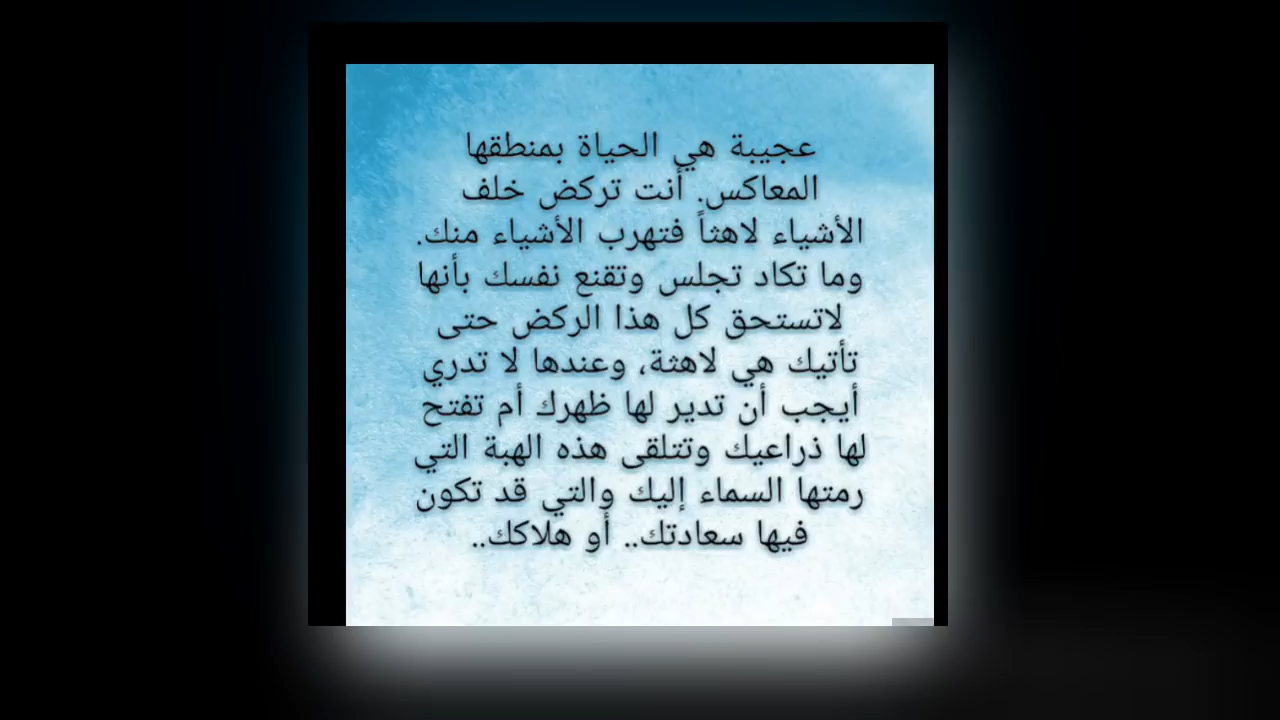 عجيبة هي الحياة بمنطقها
المعاكس. أنت تركض خلف
الأشياء لاهثاً فتهرب الأشياء منك.
وما تكاد تجلس وتقنع نفسك بأنها
لاتستحق كل هذا الركض حتى
تأتيك هي لاهثة، وعندها لا تدري
أيجب أن تدير لها ظهرك أم تفتح
لها ذراعيك وتتلقى هذه الهبة التي
رمتها السماء إليك والتي قد تكون
فيها سعادتك.. أو هلاكك..